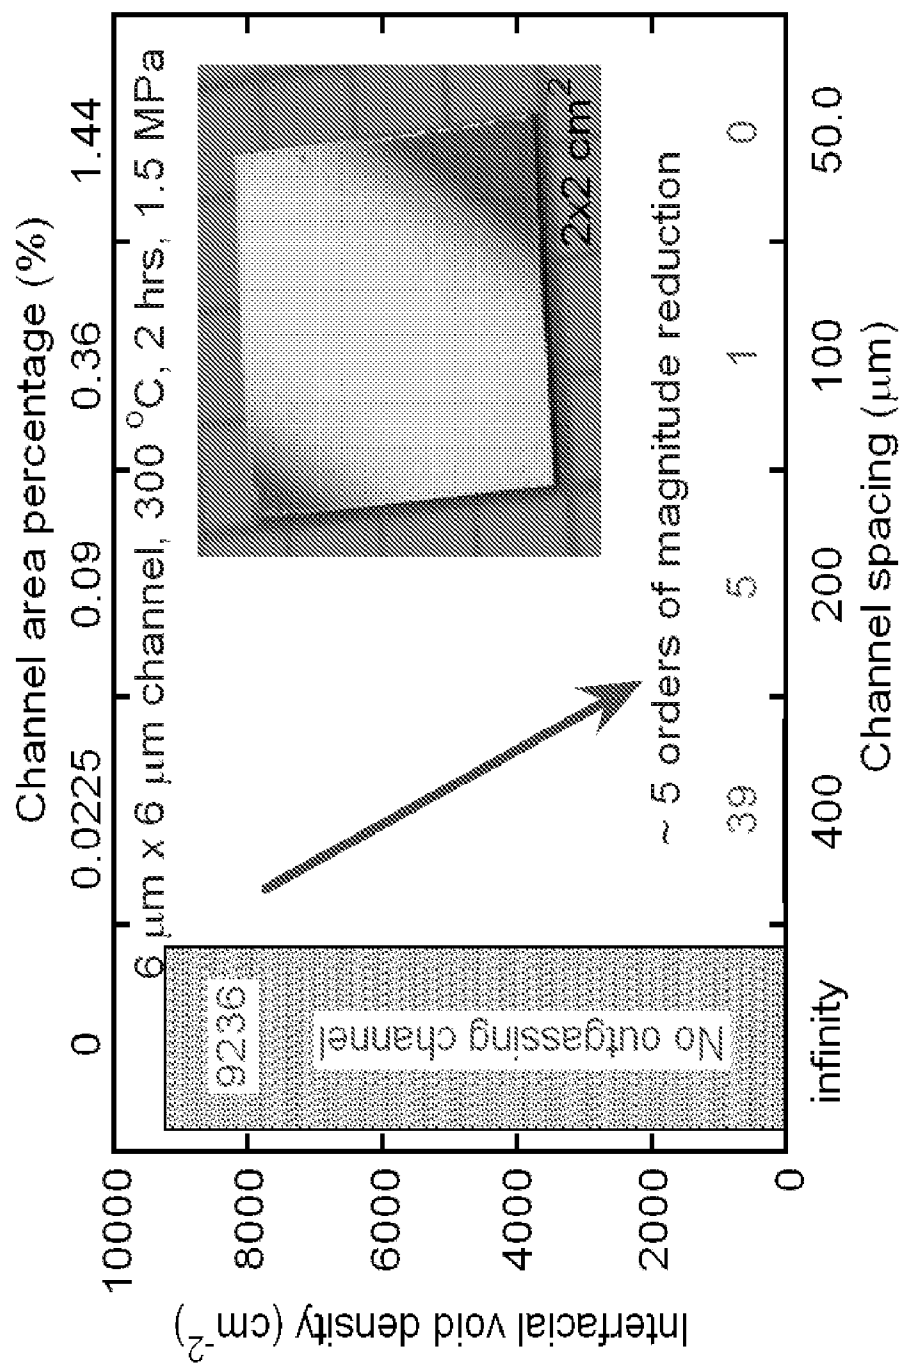 Channel area percentage (%)
0 0.0225 0.09 0.36 1.44
6 μm x 6 μm channel, 300 °C, 2 hrs, 1.5 MPa
10000
8000
6000
4000
2000
0
Interfacial void density (cm⁻²)
9236
No outgassing channel
2x2 cm²
~ 5 orders of magnitude reduction
39 5 1 0
infinity 400 200 100 50.0
Channel spacing (μm)